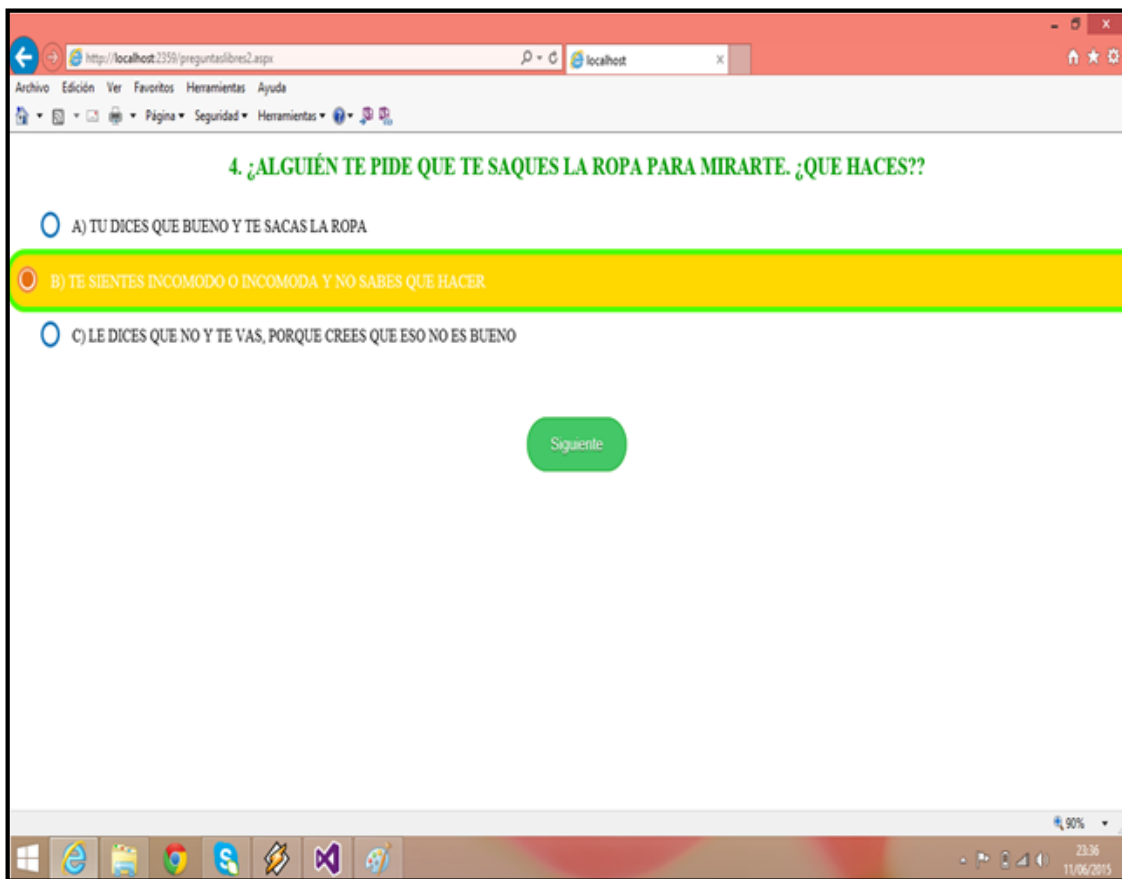 http://localhost:2359/preguntaslibres2.aspx
localhost
Archivo Edición Ver Favoritos Herramientas Ayuda
Página Seguridad Herramientas
4. ¿ALGUIÉN TE PIDE QUE TE SAQUES LA ROPA PARA MIRARTE. ¿QUE HACES??
A) TU DICES QUE BUENO Y TE SACAS LA ROPA
B) TE SIENTES INCOMODO O INCOMODA Y NO SABES QUE HACER
C) LE DICES QUE NO Y TE VAS, PORQUE CREES QUE ESO NO ES BUENO
Siguiente
90%
23:36
11/06/2015